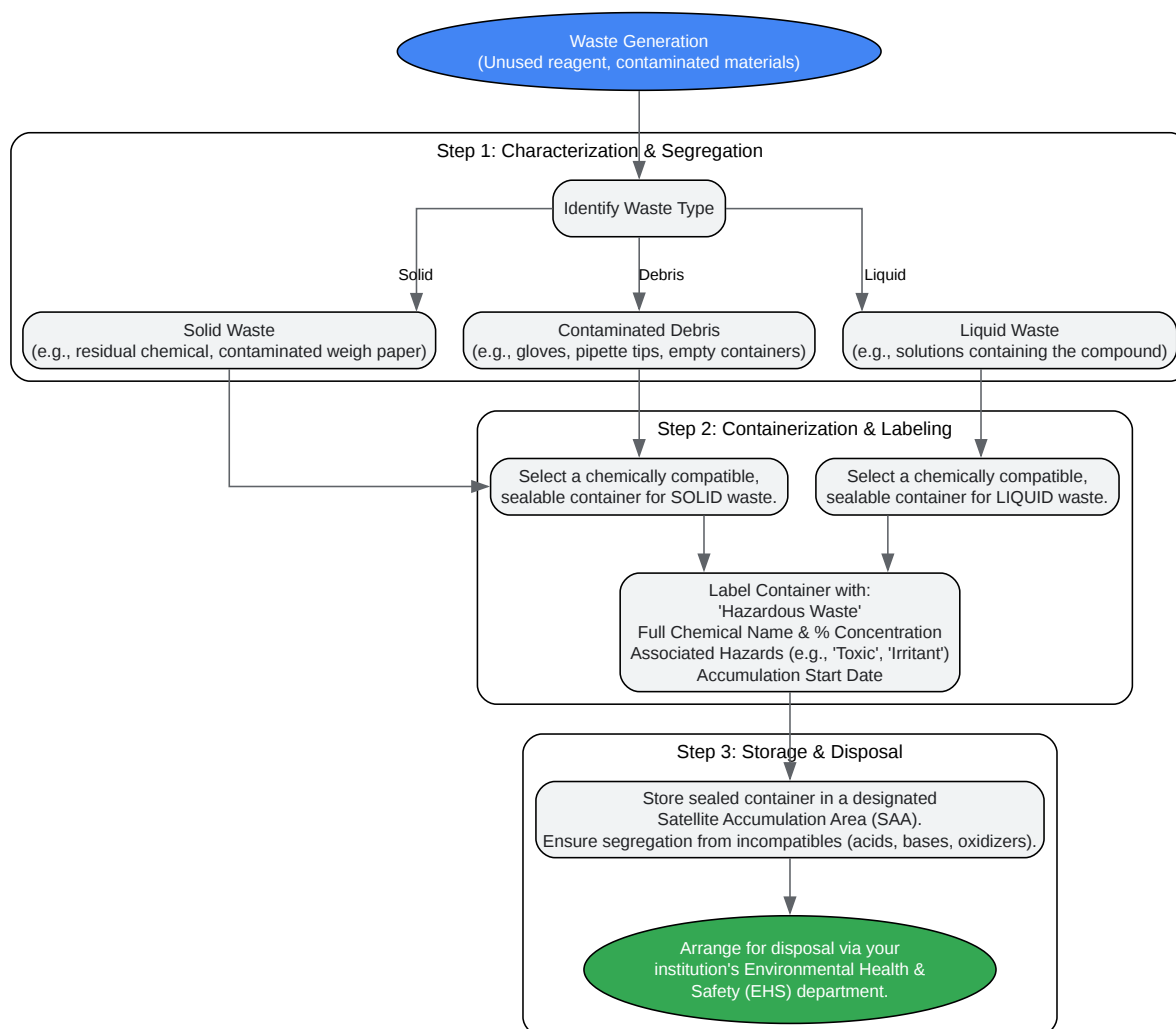 Waste Generation
(Unused reagent, contaminated materials)
Step 1: Characterization & Segregation
Identify Waste Type
Solid
Debris
Liquid
Solid Waste
(e.g., residual chemical, contaminated weigh paper)
Contaminated Debris
(e.g., gloves, pipette tips, empty containers)
Liquid Waste
(e.g., solutions containing the compound)
Step 2: Containerization & Labeling
Select a chemically compatible,
sealable container for SOLID waste.
Select a chemically compatible,
sealable container for LIQUID waste.
Label Container with:
'Hazardous Waste'
Full Chemical Name & % Concentration
Associated Hazards (e.g., 'Toxic', 'Irritant')
Accumulation Start Date
Step 3: Storage & Disposal
Store sealed container in a designated
Satellite Accumulation Area (SAA).
Ensure segregation from incompatibles (acids, bases, oxidizers).
Arrange for disposal via your
institution's Environmental Health &
Safety (EHS) department.